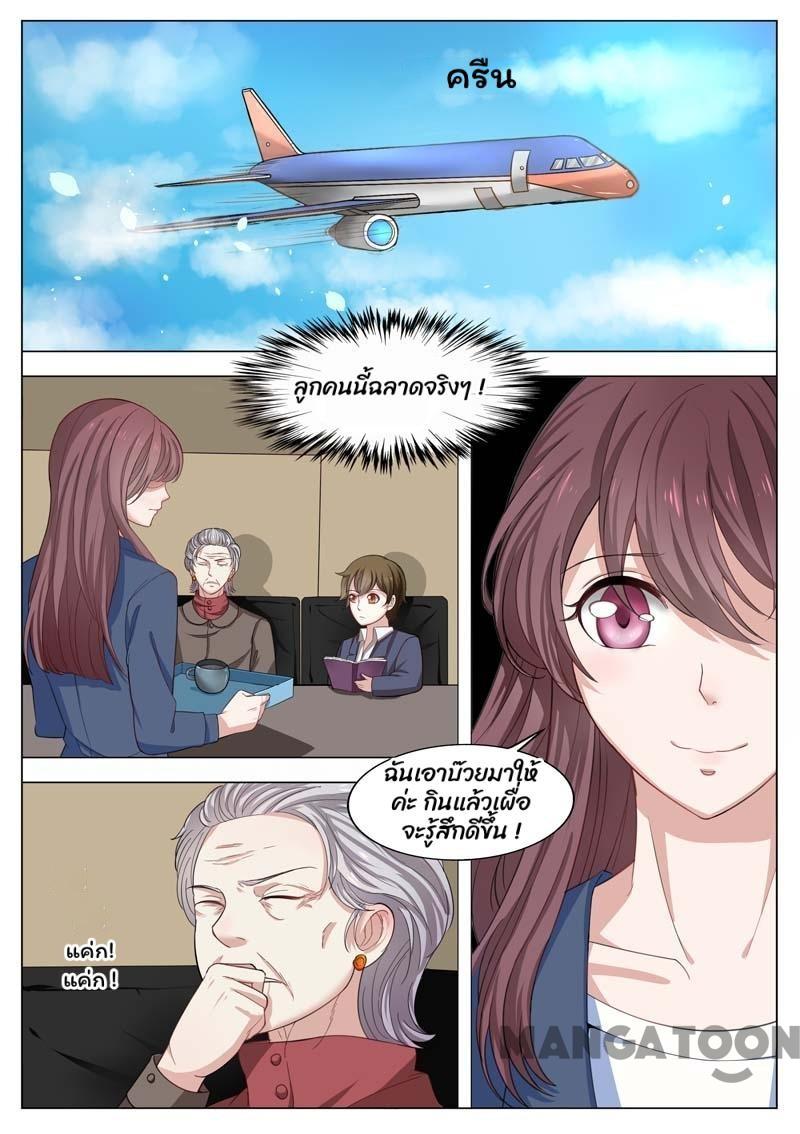 ครืน
ลูกคนนี้ฉลาดจริงๆ !
ฉันเอาบ๊วยมาให้
ค่ะ กินแล้วเผื่อ
จะรู้สึกดีขึ้น !
แค่ก!
แค่ก !
MANGATOON